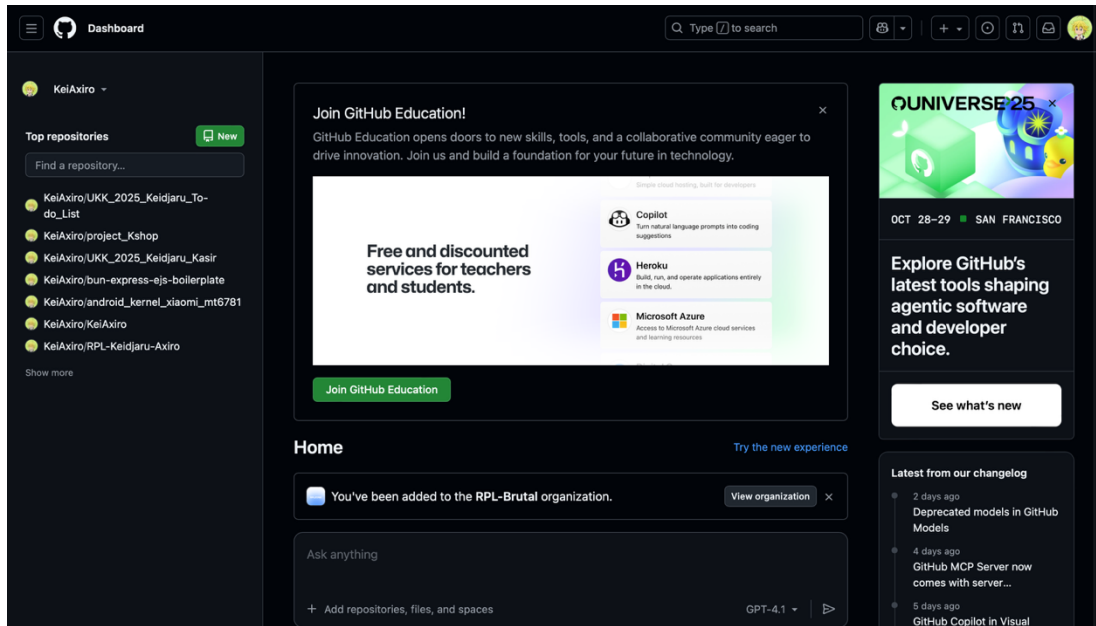 Dashboard
Type / to search
KeiAxiro
Top repositories
New
Find a repository...
KeiAxiro/UKK_2025_Keidjaru_To-
do_List
KeiAxiro/project_Kshop
KeiAxiro/UKK_2025_Keidjaru_Kasir
KeiAxiro/bun-express-ejs-boilerplate
KeiAxiro/android_kernel_xiaomi_mt6781
KeiAxiro/KeiAxiro
KeiAxiro/RPL-Keidjaru-Axiro
Show more
Join GitHub Education!
GitHub Education opens doors to new skills, tools, and a collaborative community eager to
drive innovation. Join us and build a foundation for your future in technology.
Free and discounted
services for teachers
and students.
Simple cloud hosting, built for developers
Copilot
Turn natural language prompts into coding
suggestions
Heroku
Build, run, and operate applications entirely
in the cloud.
Microsoft Azure
Access to Microsoft Azure cloud services
and learning resources
Join GitHub Education
Home
Try the new experience
You've been added to the RPL-Brutal organization.
View organization
Ask anything
Add repositories, files, and spaces
GPT-4.1
UNIVERSE'25
OCT 28–29 SAN FRANCISCO
Explore GitHub's
latest tools shaping
agentic software
and developer
choice.
See what's new
Latest from our changelog
2 days ago
Deprecated models in GitHub
Models
4 days ago
GitHub MCP Server now
comes with server...
5 days ago
GitHub Copilot in Visual